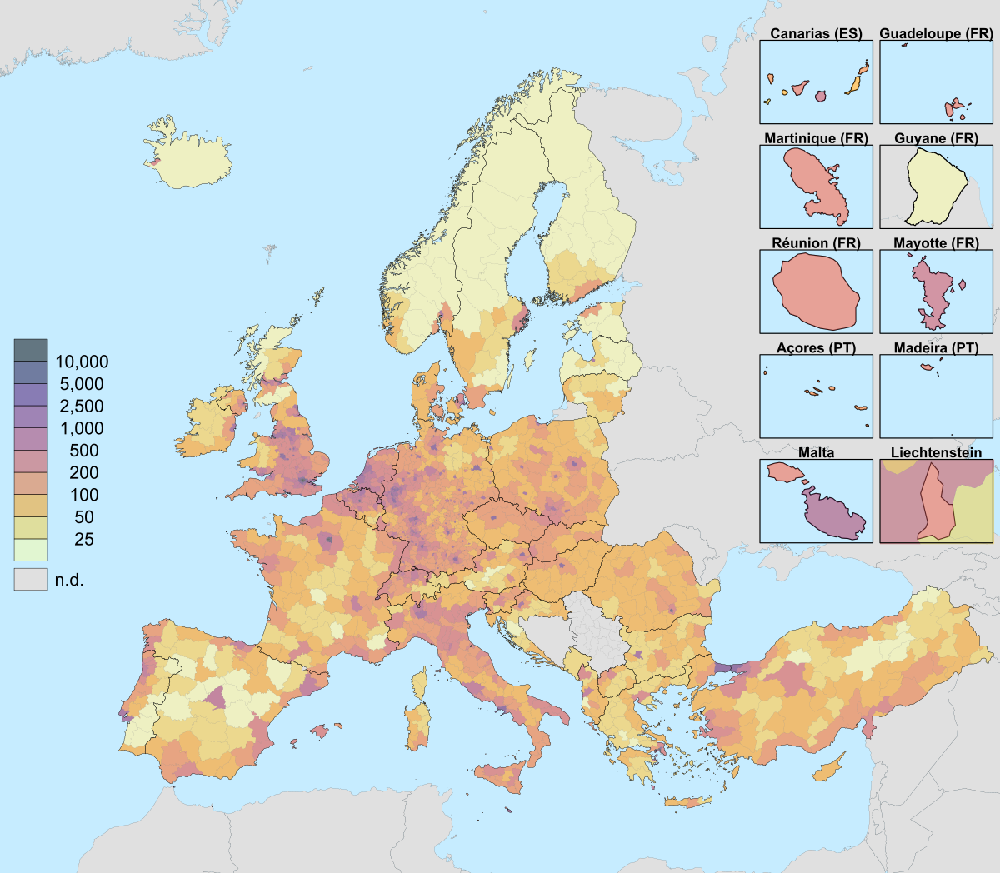 Canarias (ES)
Guadeloupe (FR)
Martinique (FR)
Guyane (FR)
Réunion (FR)
Mayotte (FR)
Açores (PT)
Madeira (PT)
Malta
Liechtenstein
10,000
5,000
2,500
1,000
500
200
100
50
25
n.d.